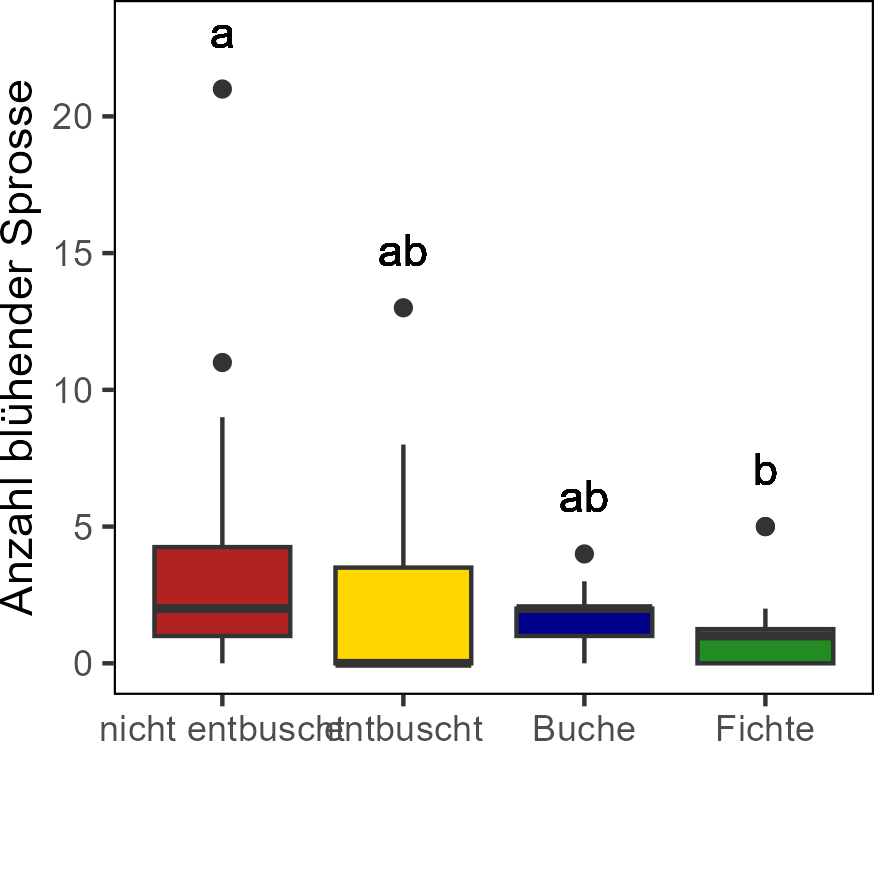 Anzahl blühender Sprosse
20
15
10
5
0
a
ab
ab
b
nicht entbuscht
entbuscht
Buche
Fichte